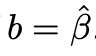 b = β̂.